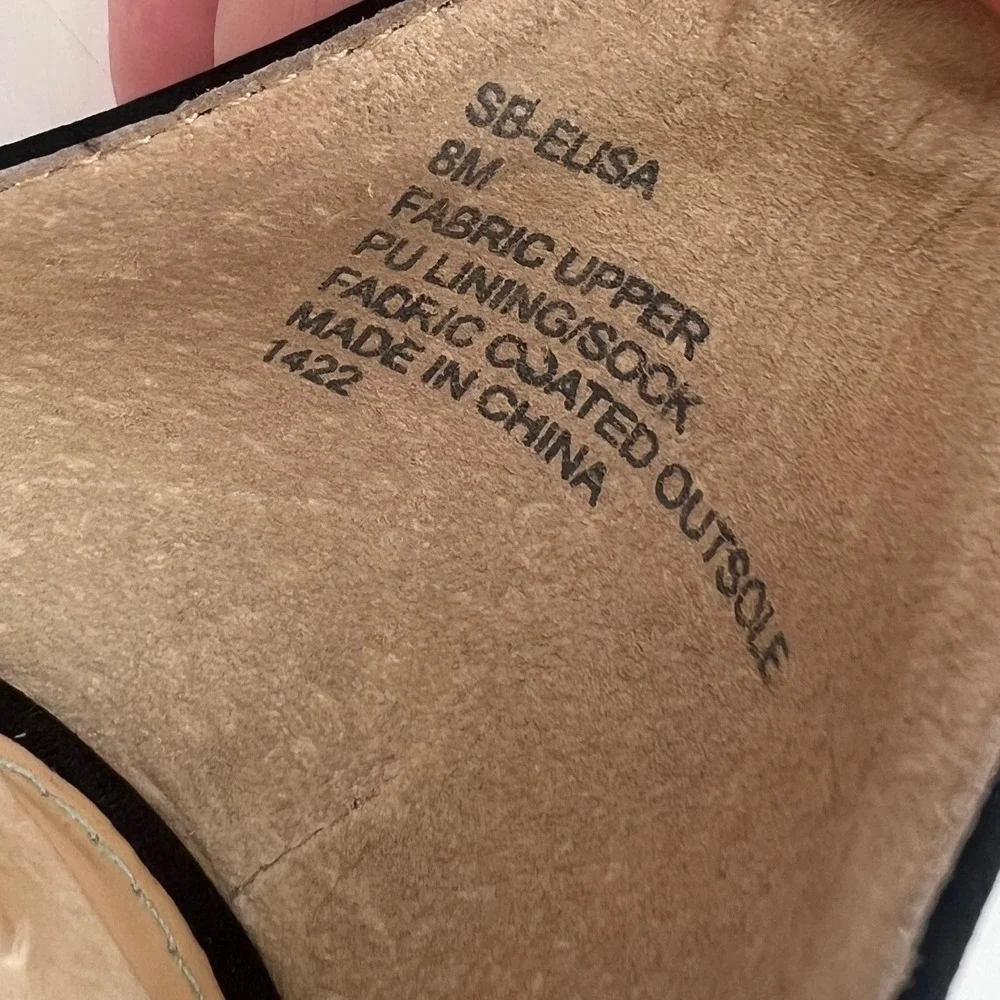 SB-ELISA
8M
FABRIC UPPER
PU LINING/SOCK
FABRIC COATED OUTSOLE
MADE IN CHINA
1422